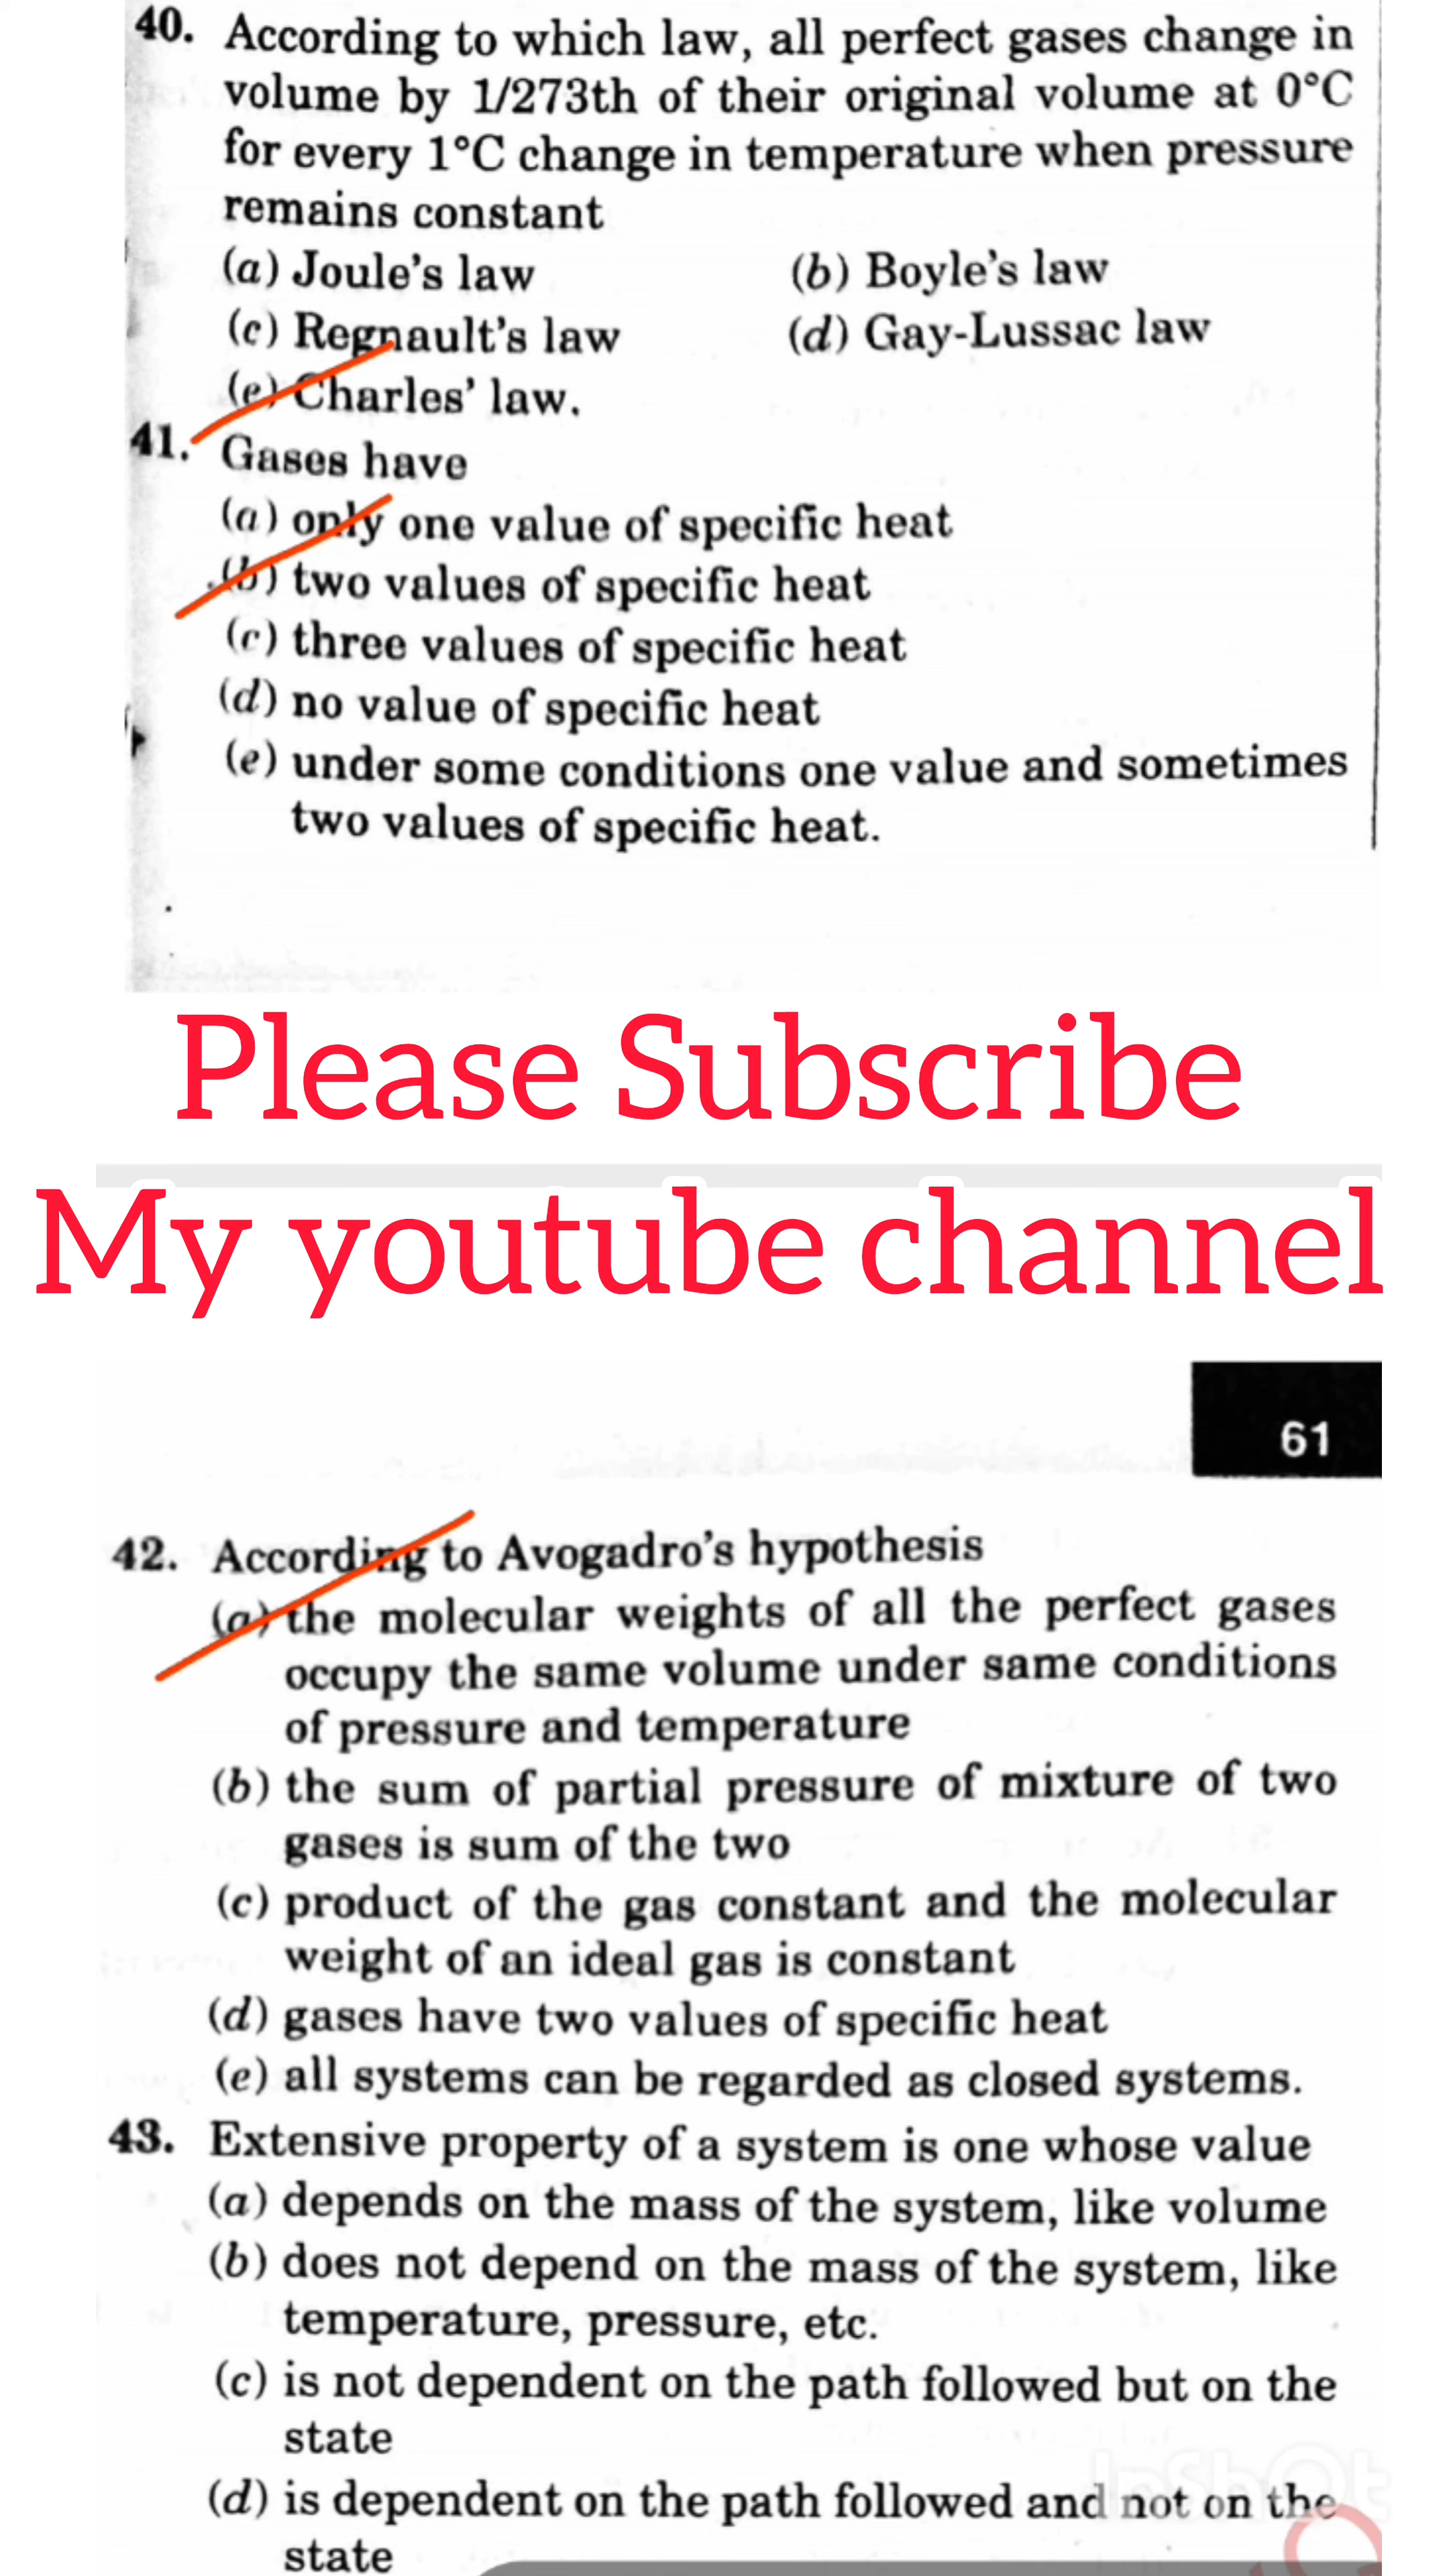 40. According to which law, all perfect gases change in
volume by 1/273th of their original volume at 0°C
for every 1°C change in temperature when pressure
remains constant
(a) Joule's law (b) Boyle's law
(c) Regnault's law (d) Gay-Lussac law
(e) Charles' law.
41. Gases have
(a) only one value of specific heat
(b) two values of specific heat
(c) three values of specific heat
(d) no value of specific heat
(e) under some conditions one value and sometimes
two values of specific heat.
Please Subscribe
My youtube channel
61
42. According to Avogadro's hypothesis
(a) the molecular weights of all the perfect gases
occupy the same volume under same conditions
of pressure and temperature
(b) the sum of partial pressure of mixture of two
gases is sum of the two
(c) product of the gas constant and the molecular
weight of an ideal gas is constant
(d) gases have two values of specific heat
(e) all systems can be regarded as closed systems.
43. Extensive property of a system is one whose value
(a) depends on the mass of the system, like volume
(b) does not depend on the mass of the system, like
temperature, pressure, etc.
(c) is not dependent on the path followed but on the
state
(d) is dependent on the path followed and not on the
state
InShOt